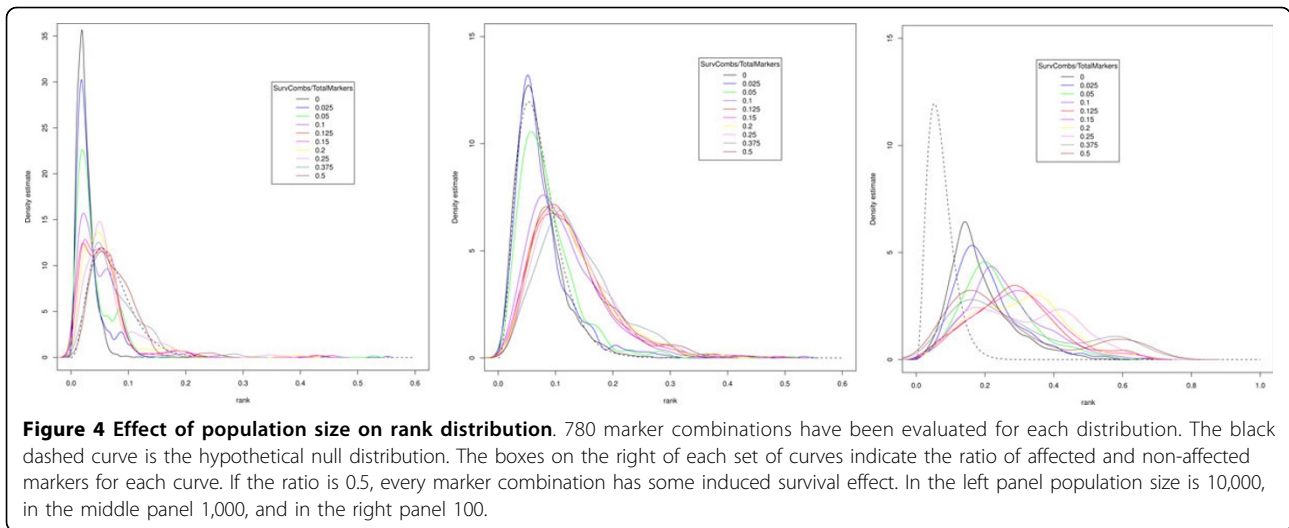 35
30
25
20
15
10
5
0
Density estimate
SurvCombs/TotalMarkers
0
0.025
0.05
0.1
0.125
0.15
0.2
0.25
0.375
0.5
0.0 0.1 0.2 0.3 0.4 0.5 0.6
rank
15
10
5
0
Density estimate
SurvCombs/TotalMarkers
0
0.025
0.05
0.1
0.125
0.15
0.2
0.25
0.375
0.5
0.0 0.1 0.2 0.3 0.4 0.5 0.6
rank
15
10
5
0
Density estimate
SurvCombs/TotalMarkers
0
0.025
0.05
0.1
0.125
0.15
0.2
0.25
0.375
0.5
0.0 0.2 0.4 0.6 0.8 1.0
rank
Figure 4 Effect of population size on rank distribution. 780 marker combinations have been evaluated for each distribution. The black
dashed curve is the hypothetical null distribution. The boxes on the right of each set of curves indicate the ratio of affected and non-affected
markers for each curve. If the ratio is 0.5, every marker combination has some induced survival effect. In the left panel population size is 10,000,
in the middle panel 1,000, and in the right panel 100.